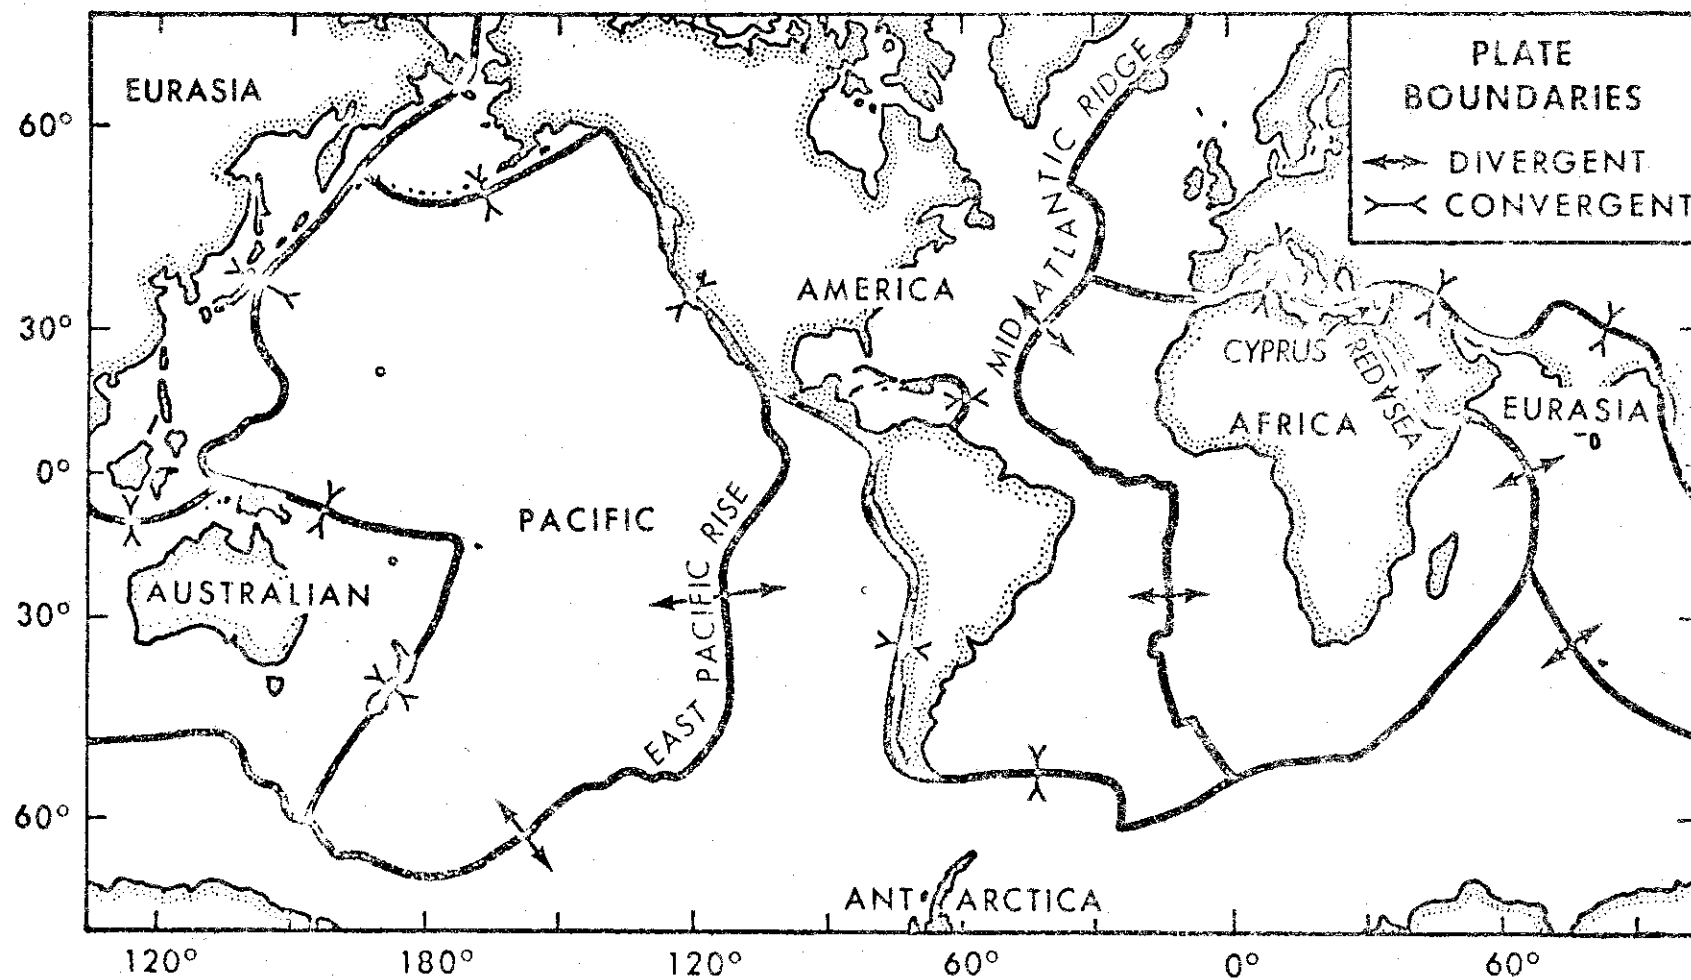 PLATE
BOUNDARIES
DIVERGENT
CONVERGENT
EURASIA
60°
30°
0°
30°
60°
AMERICA
MID ATLANTIC RIDGE
CYPRUS
RED SEA
AFRICA
EURASIA
PACIFIC
EAST PACIFIC RISE
AUSTRALIAN
ANTARCTICA
120°
180°
120°
60°
0°
60°